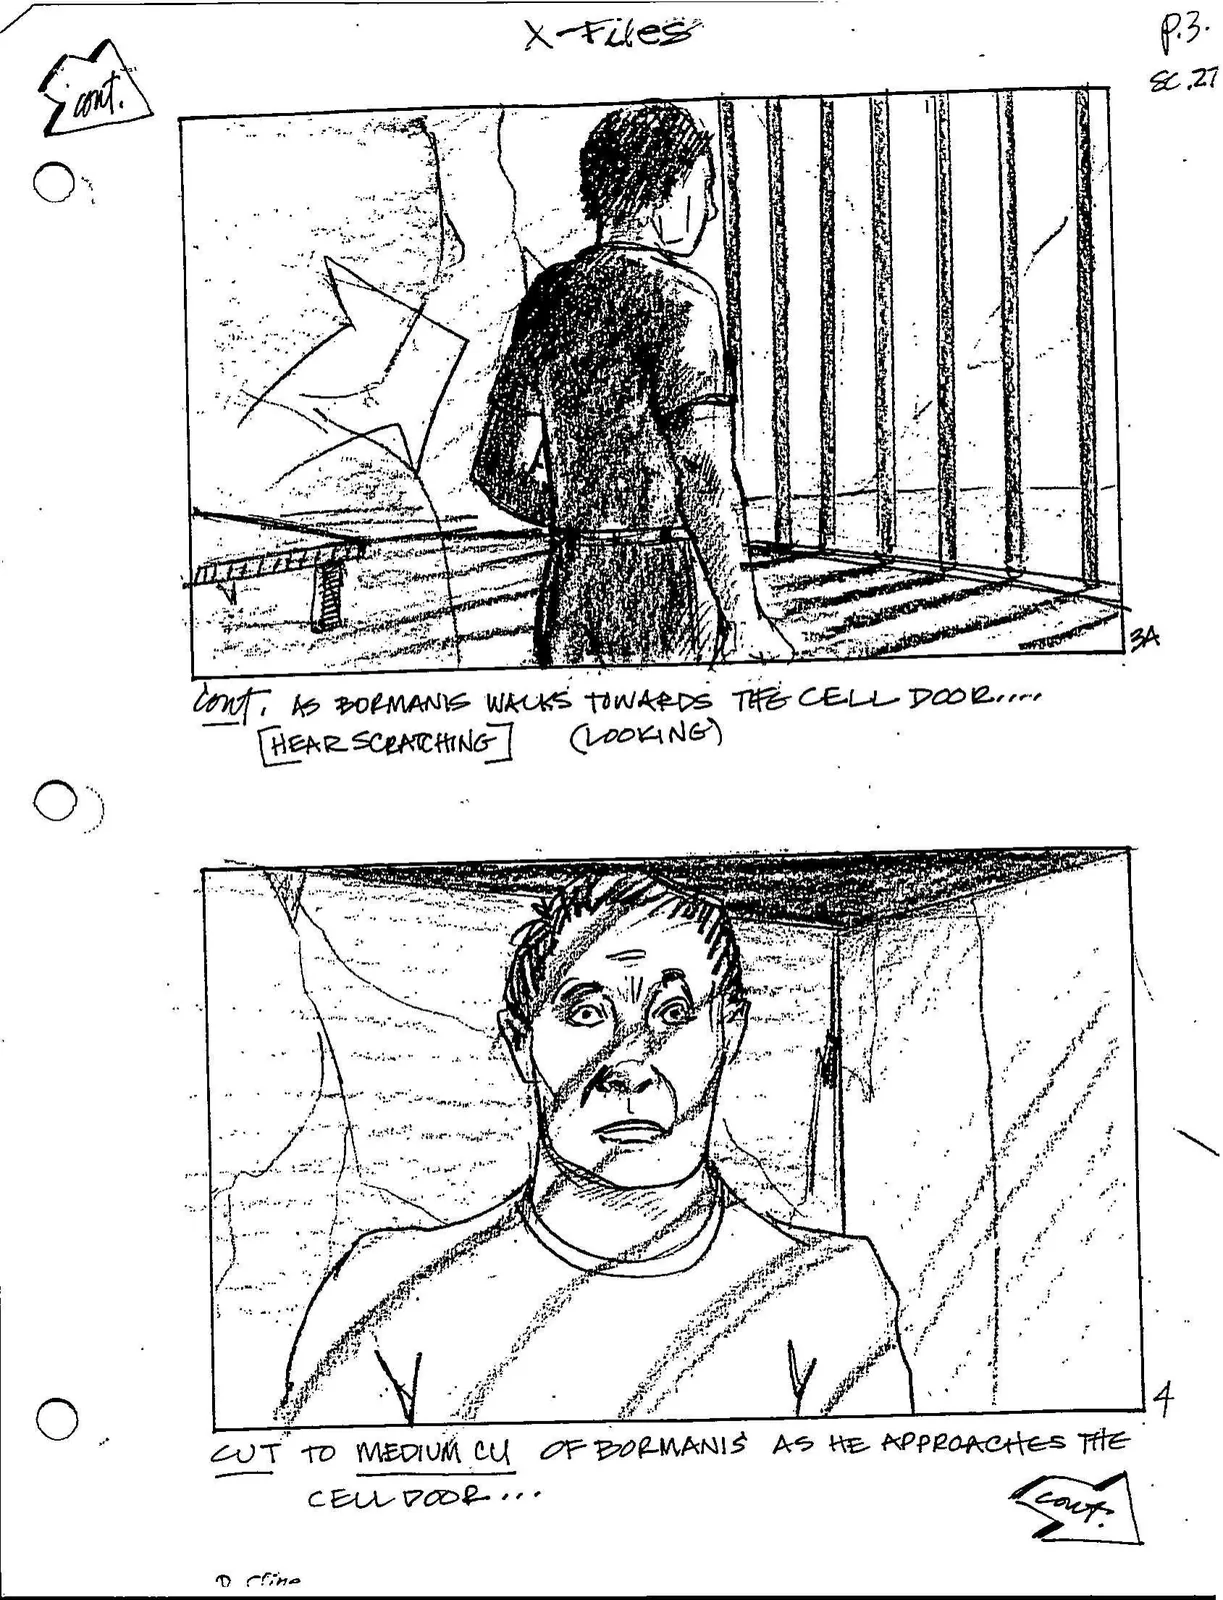 X-Files
P.3.
SC.27
cont.
3A
cont. AS BORMANIS WALKS TOWARDS THE CELL DOOR.....
[HEAR SCRATCHING] (LOOKING)
4
CUT TO MEDIUM CU OF BORMANIS AS HE APPROACHES THE
CELL DOOR...
cont.
D. Cline